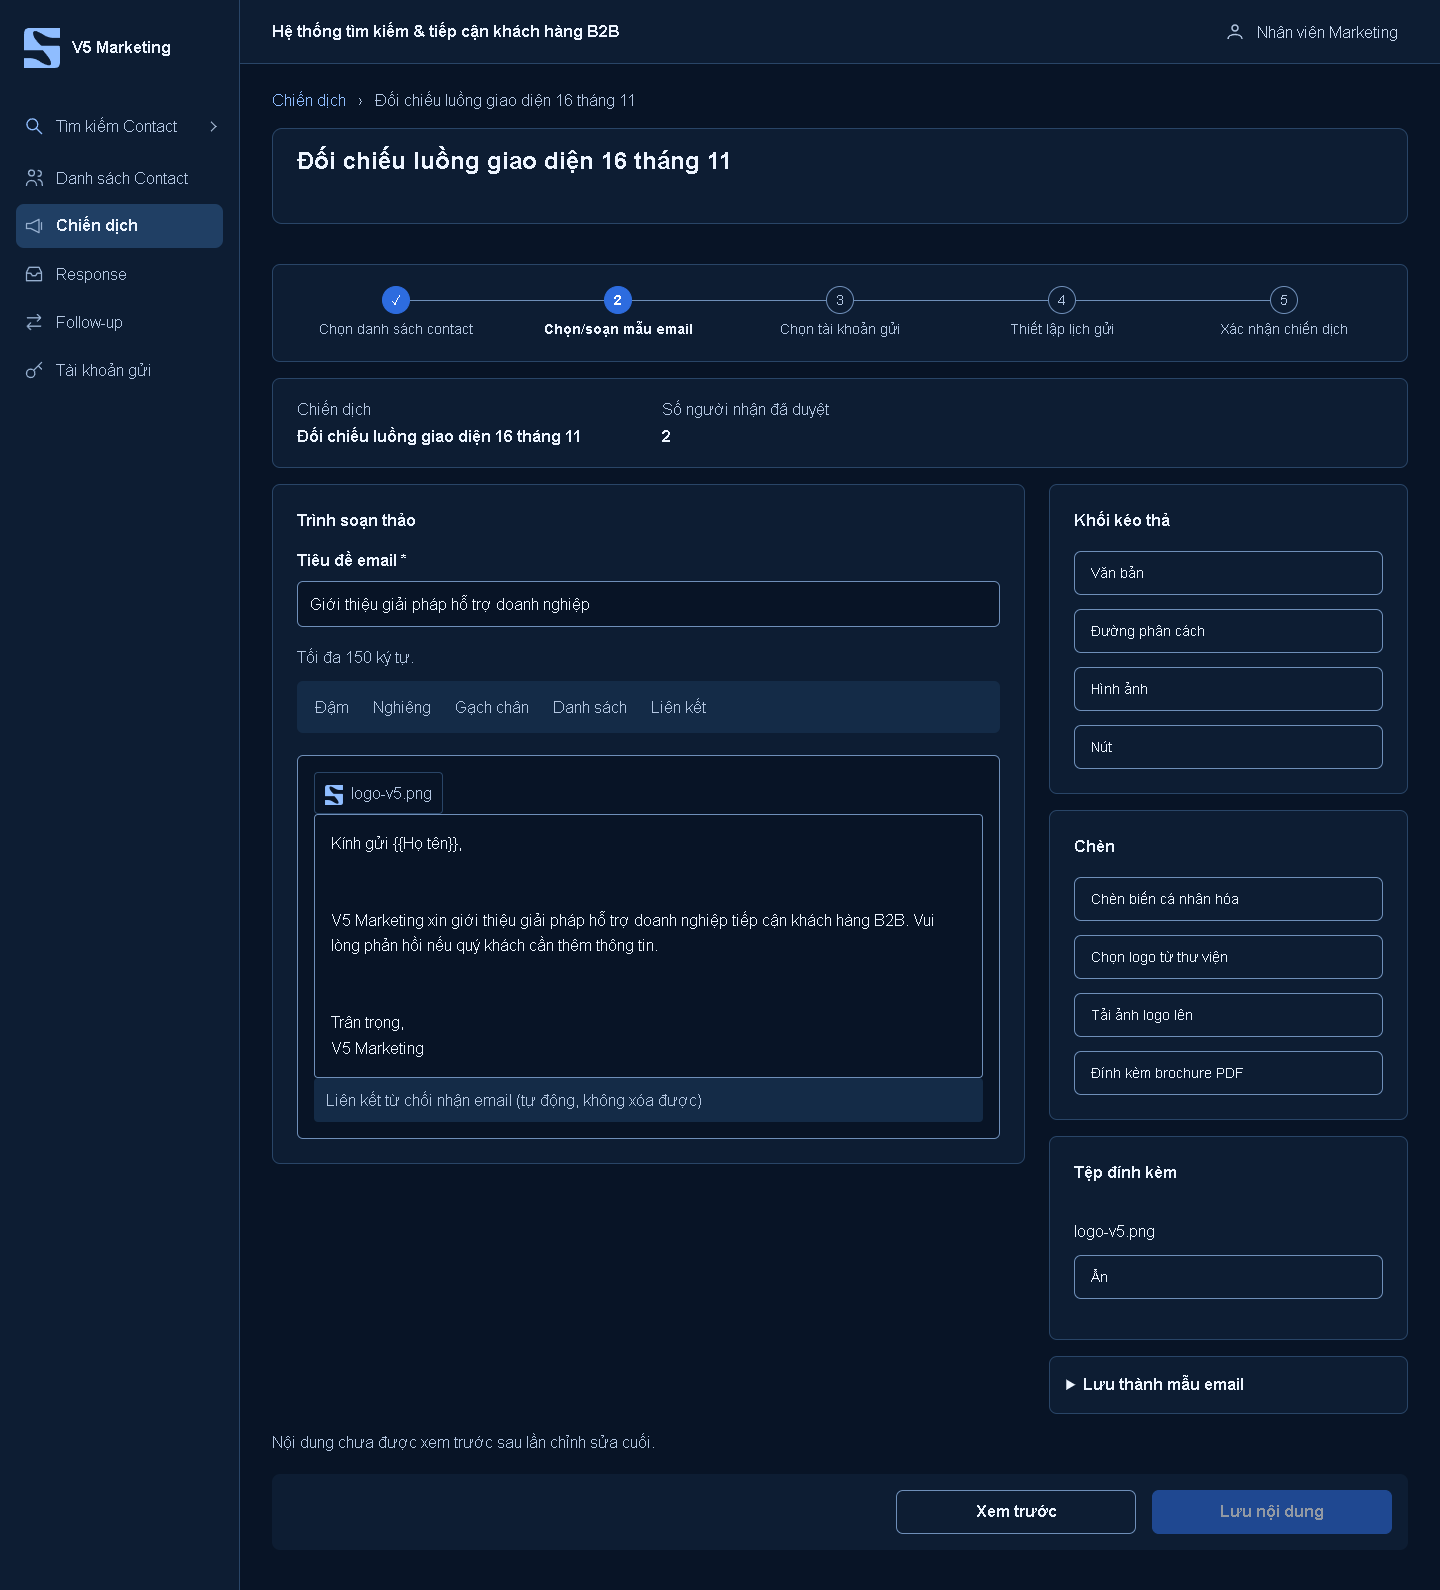 V5 Marketing
Tìm kiếm Contact
Danh sách Contact
Chiến dịch
Response
Follow-up
Tài khoản gửi
Hệ thống tìm kiếm & tiếp cận khách hàng B2B
Nhân viên Marketing
Chiến dịch › Đối chiếu luồng giao diện 16 tháng 11
Đối chiếu luồng giao diện 16 tháng 11
✓ 2 3 4 5
Chọn danh sách contact Chọn/soạn mẫu email Chọn tài khoản gửi Thiết lập lịch gửi Xác nhận chiến dịch
Chiến dịch
Đối chiếu luồng giao diện 16 tháng 11
Số người nhận đã duyệt
2
Trình soạn thảo
Tiêu đề email *
Giới thiệu giải pháp hỗ trợ doanh nghiệp
Tối đa 150 ký tự.
Đậm Nghiêng Gạch chân Danh sách Liên kết
logo-v5.png
Kính gửi {{Họ tên}},
V5 Marketing xin giới thiệu giải pháp hỗ trợ doanh nghiệp tiếp cận khách hàng B2B. Vui
lòng phản hồi nếu quý khách cần thêm thông tin.
Trân trọng,
V5 Marketing
Liên kết từ chối nhận email (tự động, không xóa được)
Khối kéo thả
Văn bản
Đường phân cách
Hình ảnh
Nút
Chèn
Chèn biến cá nhân hóa
Chọn logo từ thư viện
Tải ảnh logo lên
Đính kèm brochure PDF
Tệp đính kèm
logo-v5.png
Ẩn
Lưu thành mẫu email
Nội dung chưa được xem trước sau lần chỉnh sửa cuối.
Xem trước
Lưu nội dung